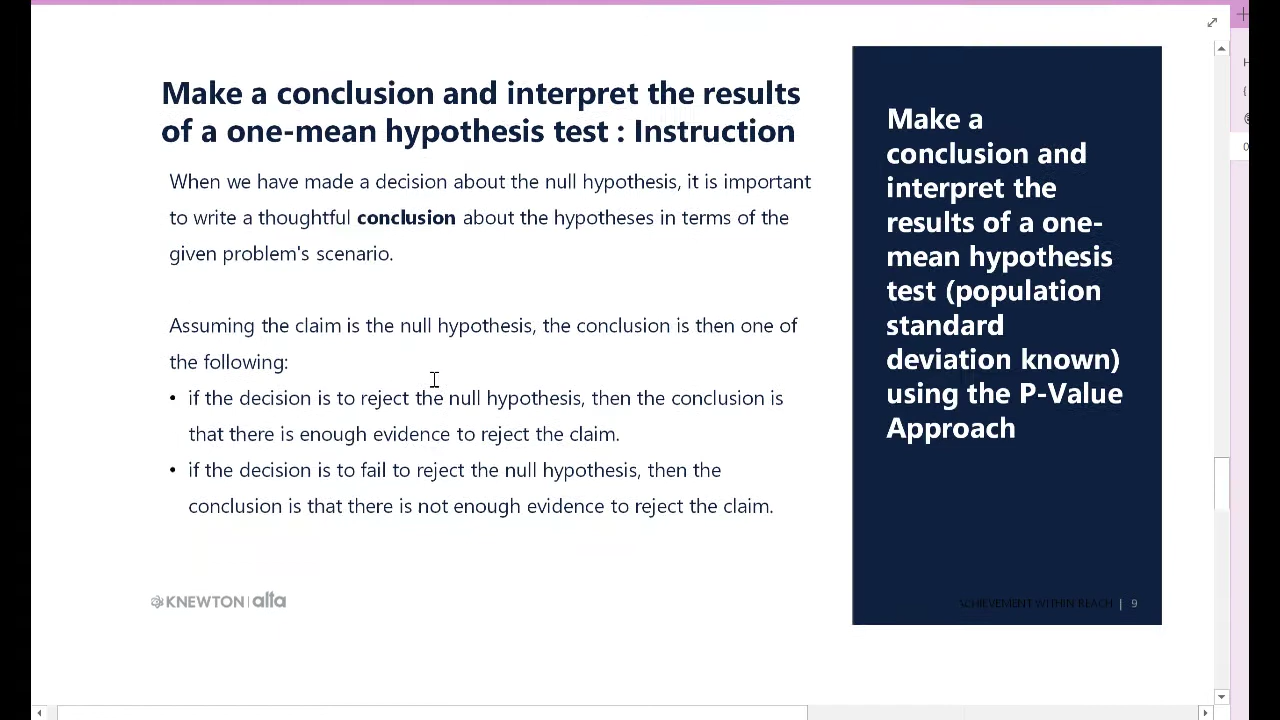 Make a conclusion and interpret the results
of a one-mean hypothesis test : Instruction
When we have made a decision about the null hypothesis, it is important
to write a thoughtful conclusion about the hypotheses in terms of the
given problem's scenario.
Assuming the claim is the null hypothesis, the conclusion is then one of
the following:
• if the decision is to reject the null hypothesis, then the conclusion is
that there is enough evidence to reject the claim.
• if the decision is to fail to reject the null hypothesis, then the
conclusion is that there is not enough evidence to reject the claim.
KNEWTON | alta
Make a
conclusion and
interpret the
results of a one-
mean hypothesis
test (population
standard
deviation known)
using the P-Value
Approach
ACHIEVEMENT WITHIN REACH | 9